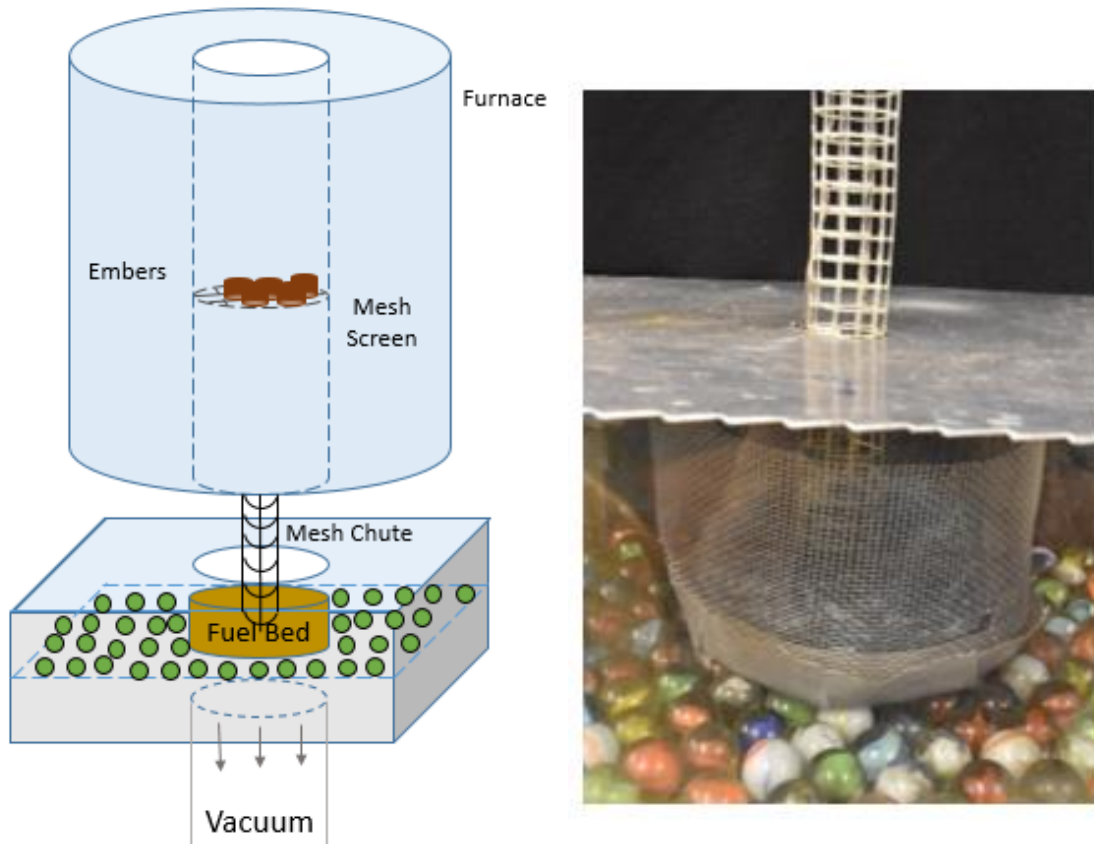 Furnace
Embers
Mesh
Screen
Mesh Chute
Fuel Bed
Vacuum